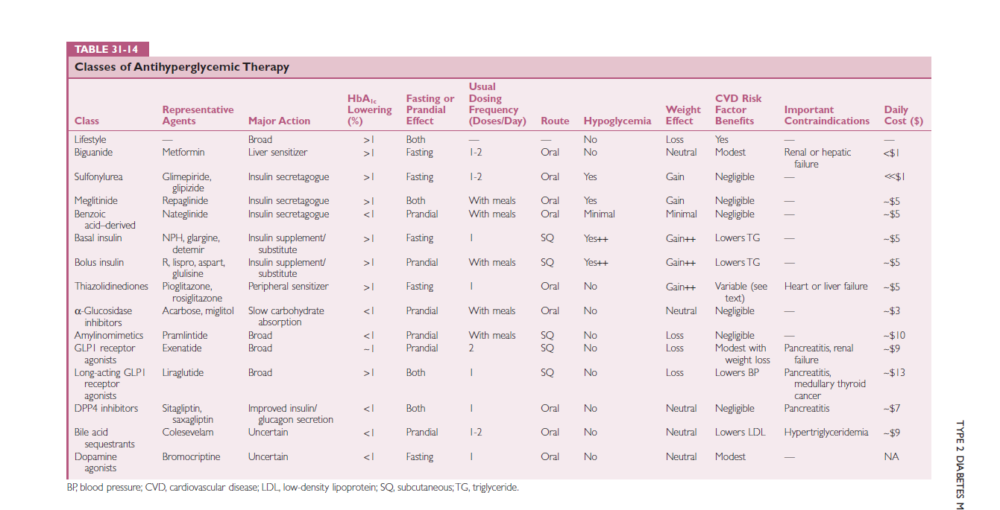 TABLE 31-14
Classes of Antihyperglycemic Therapy
Usual
HbA1c Fasting or Dosing CVD Risk
Representative Lowering Prandial Frequency Weight Factor Important Daily
Class Agents Major Action (%) Effect (Doses/Day) Route Hypoglycemia Effect Benefits Contraindications Cost ($)
Lifestyle — Broad >1 Both — — No Loss Yes — —
Biguanide Metformin Liver sensitizer >1 Fasting 1-2 Oral No Neutral Modest Renal or hepatic <$1
failure
Sulfonylurea Glimepiride, Insulin secretagogue >1 Fasting 1-2 Oral Yes Gain Negligible — <<$1
glipizide
Meglitinide Repaglinide Insulin secretagogue >1 Both With meals Oral Yes Gain Negligible — ~$5
Benzoic Nateglinide Insulin secretagogue <1 Prandial With meals Oral Minimal Minimal Negligible — ~$5
acid–derived
Basal insulin NPH, glargine, Insulin supplement/ >1 Fasting 1 SQ Yes++ Gain++ Lowers TG — ~$5
detemir substitute
Bolus insulin R, lispro, aspart, Insulin supplement/ >1 Prandial With meals SQ Yes++ Gain++ Lowers TG — ~$5
glulisine substitute
Thiazolidinediones Pioglitazone, Peripheral sensitizer >1 Fasting 1 Oral No Gain++ Variable (see Heart or liver failure ~$5
rosiglitazone text)
α-Glucosidase Acarbose, miglitol Slow carbohydrate <1 Prandial With meals Oral No Neutral Negligible — ~$3
inhibitors absorption
Amylinomimetics Pramlintide Broad <1 Prandial With meals SQ No Loss Negligible — ~$10
GLP1 receptor Exenatide Broad ~1 Prandial 2 SQ No Loss Modest with Pancreatitis, renal ~$9
agonists weight loss failure
Long-acting GLP1 Liraglutide Broad >1 Both 1 SQ No Loss Lowers BP Pancreatitis, ~$13
receptor medullary thyroid
agonists cancer
DPP4 inhibitors Sitagliptin, Improved insulin/ <1 Both 1 Oral No Neutral Negligible Pancreatitis ~$7
saxagliptin glucagon secretion
Bile acid Colesevelam Uncertain <1 Prandial 1-2 Oral No Neutral Lowers LDL Hypertriglyceridemia ~$9
sequestrants
Dopamine Bromocriptine Uncertain <1 Fasting 1 Oral No Neutral Modest — NA
agonists
BP, blood pressure; CVD, cardiovascular disease; LDL, low-density lipoprotein; SQ, subcutaneous; TG, triglyceride.
TYPE 2 DIABETES M